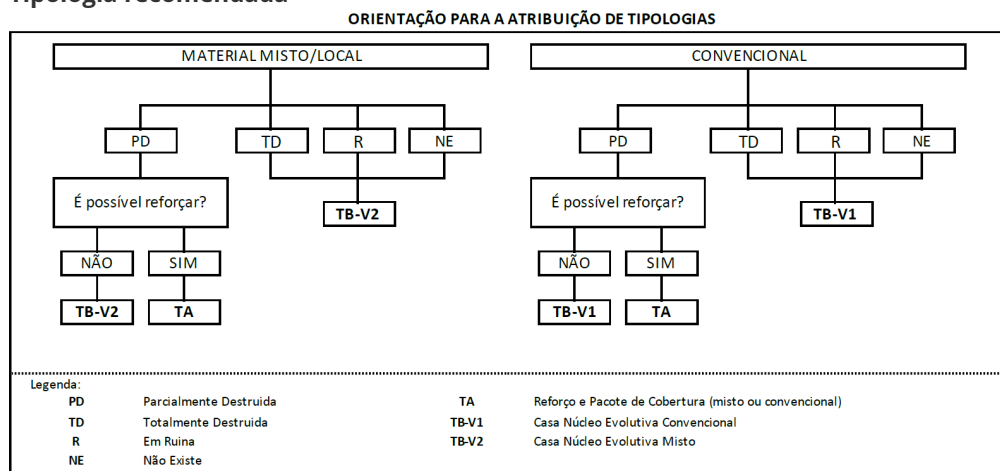 Tipologia recomendada
ORIENTAÇÃO PARA A ATRIBUIÇÃO DE TIPOLOGIAS
MATERIAL MISTO/LOCAL
CONVENCIONAL
PD TD R NE
PD TD R NE
É possível reforçar?
TB-V2
É possível reforçar?
TB-V1
NÃO SIM
NÃO SIM
TB-V2 TA
TB-V1 TA
Legenda:
PD Parcialmente Destruida
TA Reforço e Pacote de Cobertura (misto ou convencional)
TD Totalmente Destruida
TB-V1 Casa Núcleo Evolutiva Convencional
R Em Ruina
TB-V2 Casa Núcleo Evolutiva Misto
NE Não Existe